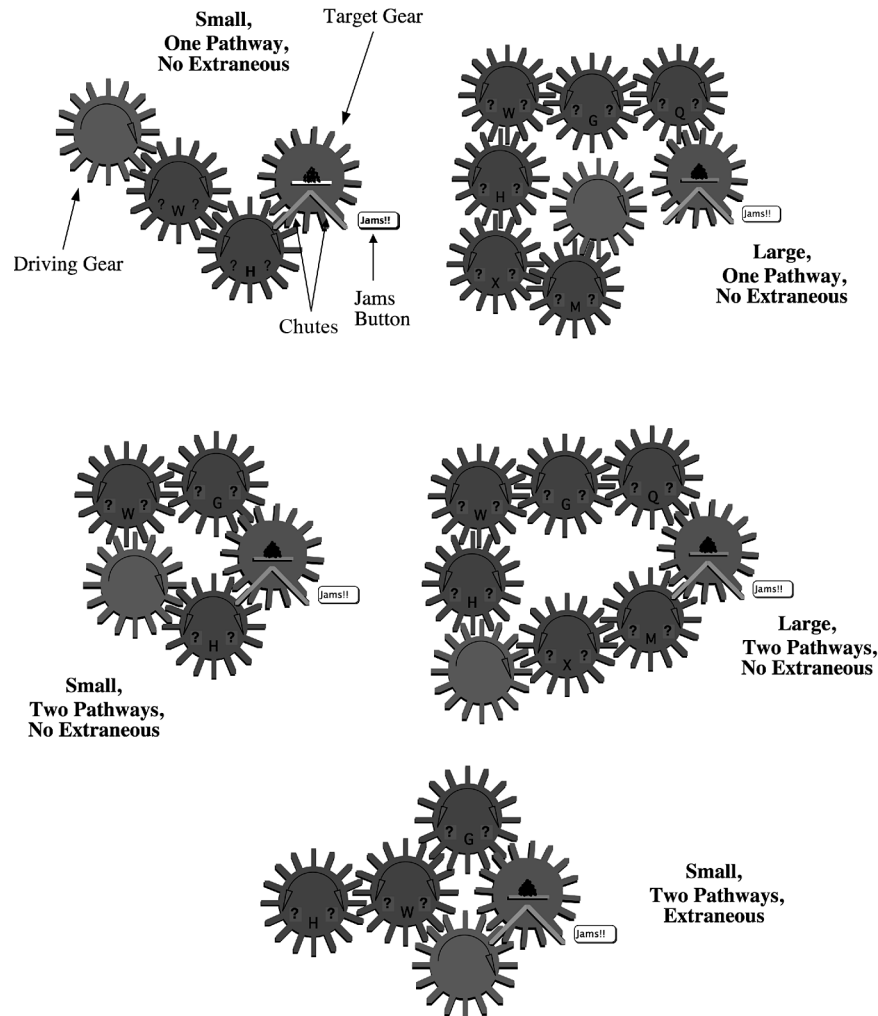 Small,
One Pathway,
No Extraneous
Target Gear
Driving Gear
? W ?
? H ?
Chutes
Jams!!
Jams
Button
? W ?
? G ?
? Q ?
? H ?
? X ?
? M ?
Jams!!
Large,
One Pathway,
No Extraneous
? W ?
? G ?
? H ?
Jams!!
Small,
Two Pathways,
No Extraneous
? W ?
? G ?
? Q ?
? H ?
? X ?
? M ?
Jams!!
Large,
Two Pathways,
No Extraneous
? G ?
? H ?
? W ?
Jams!!
Small,
Two Pathways,
Extraneous